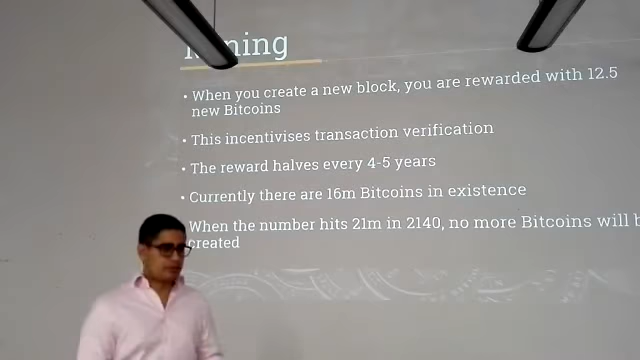 Mining
• When you create a new block, you are rewarded with 12.5
new Bitcoins
• This incentivises transaction verification
• The reward halves every 4-5 years
• Currently there are 16m Bitcoins in existence
When the number hits 21m in 2140, no more Bitcoins will b
created